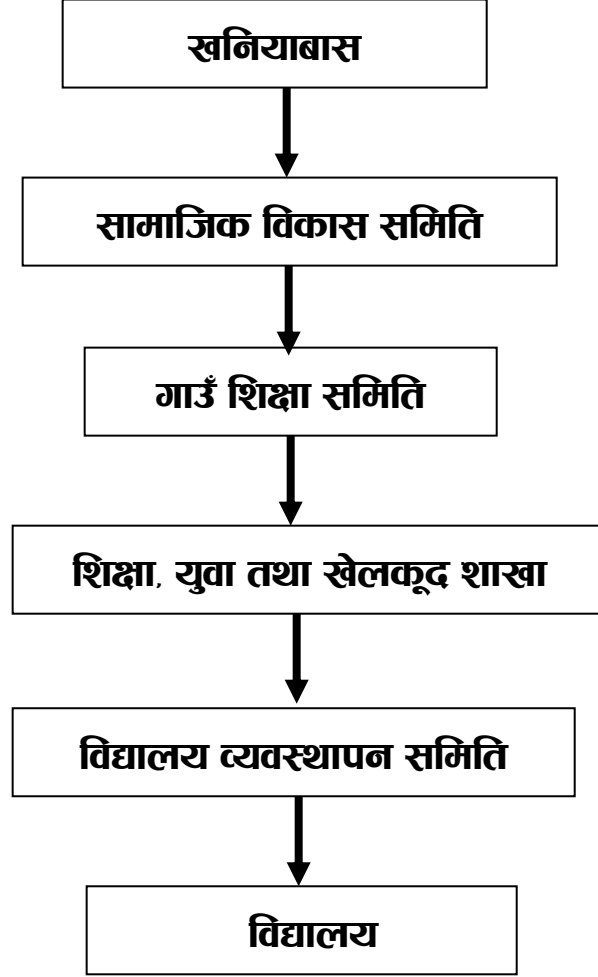 खनियाबास
सामाजिक विकास समिति
गाउँ शिक्षा समिति
शिक्षा, युवा तथा खेलकूद शाखा
विद्यालय व्यवस्थापन समिति
विद्यालय